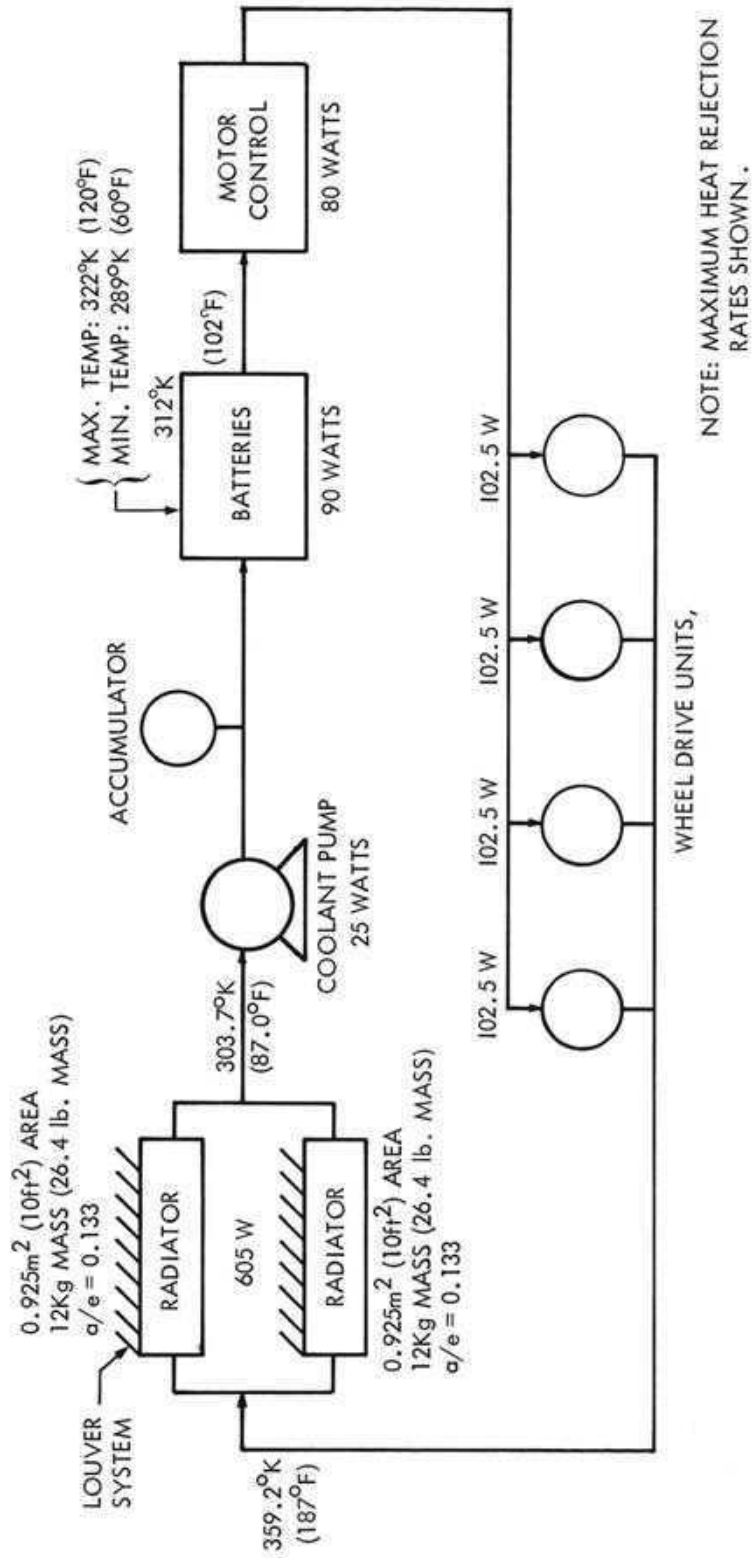 0.925m² (10ft²) AREA
12Kg MASS (26.4 lb. MASS)
a/e = 0.133
LOUVER
SYSTEM
RADIATOR
605 W
RADIATOR
0.925m² (10ft²) AREA
12Kg MASS (26.4 lb. MASS)
a/e = 0.133
359.2°K
(187°F)
303.7°K
(87.0°F)
COOLANT PUMP
25 WATTS
ACCUMULATOR
MAX. TEMP: 322°K (120°F)
MIN. TEMP: 289°K (60°F)
312°K
(102°F)
BATTERIES
90 WATTS
MOTOR
CONTROL
80 WATTS
102.5 W
102.5 W
102.5 W
102.5 W
WHEEL DRIVE UNITS,
NOTE: MAXIMUM HEAT REJECTION
RATES SHOWN.